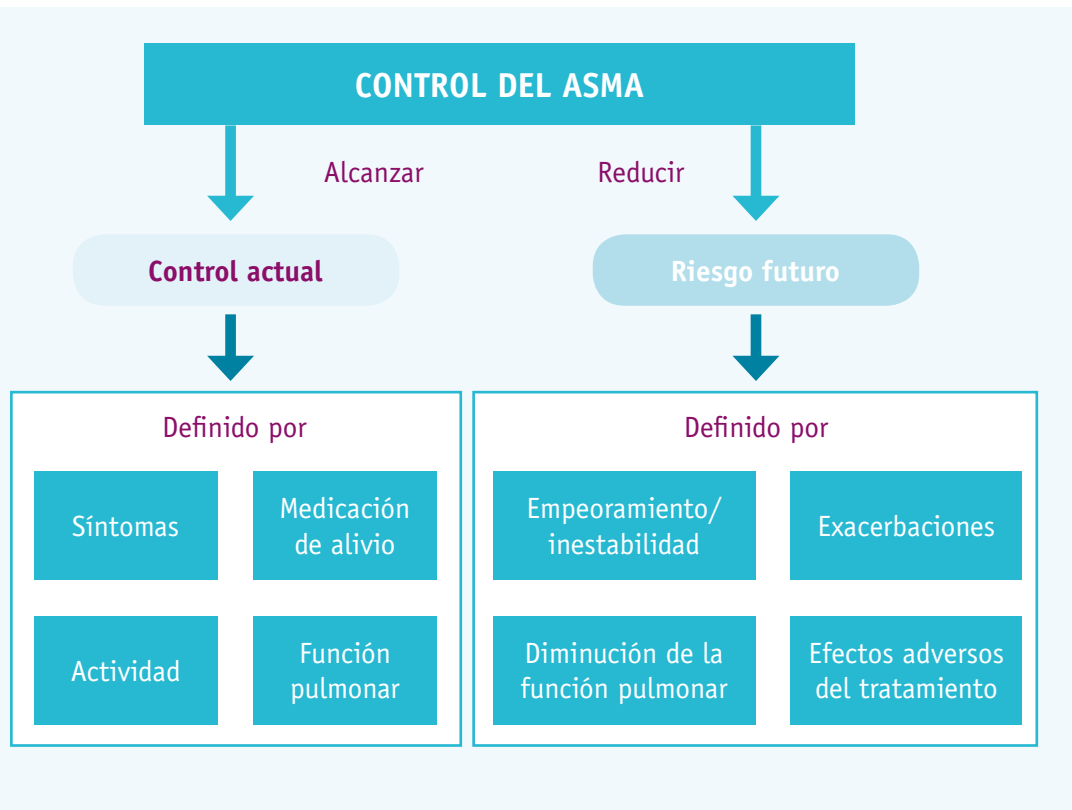 CONTROL DEL ASMA
Alcanzar
Reducir
Control actual
Riesgo futuro
Definido por
Síntomas
Medicación
de alivio
Actividad
Función
pulmonar
Definido por
Empeoramiento/
inestabilidad
Exacerbaciones
Diminución de la
función pulmonar
Efectos adversos
del tratamiento